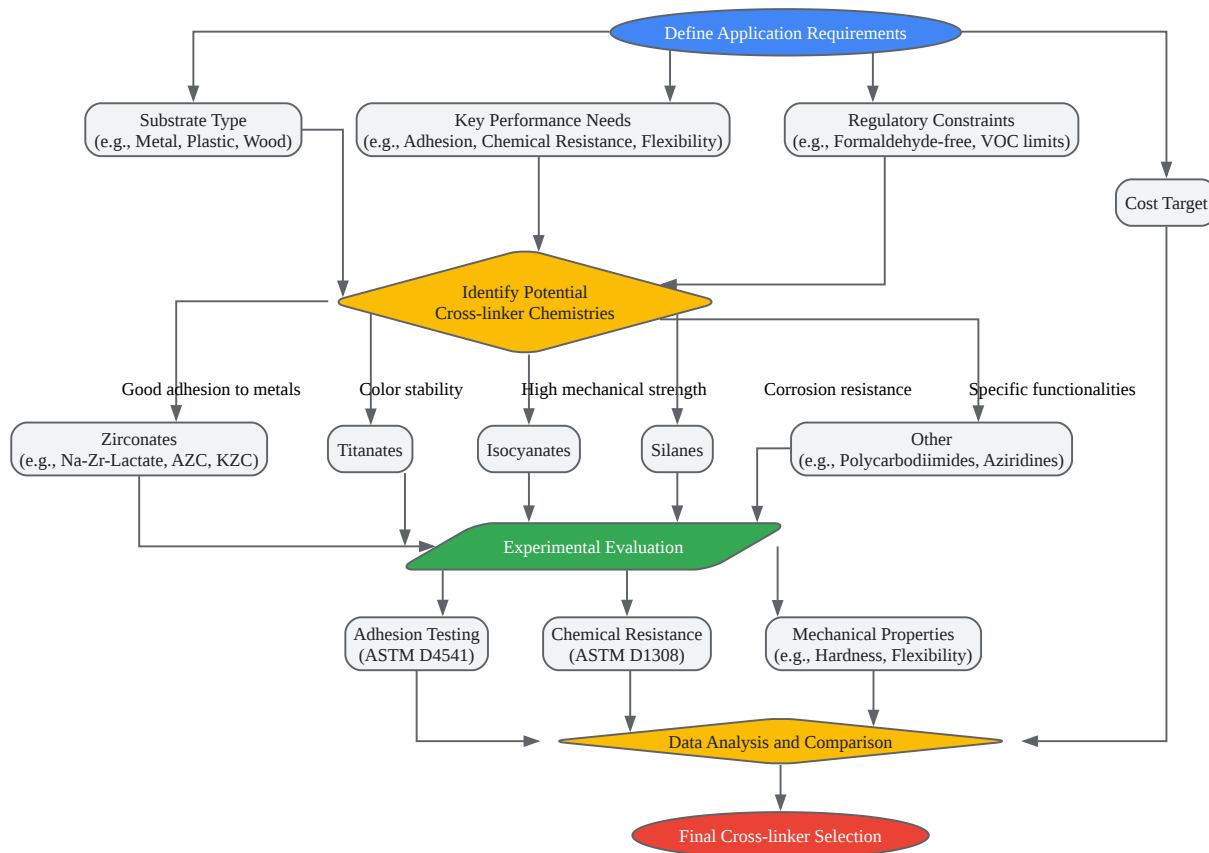 Define Application Requirements
Substrate Type
(e.g., Metal, Plastic, Wood)
Key Performance Needs
(e.g., Adhesion, Chemical Resistance, Flexibility)
Regulatory Constraints
(e.g., Formaldehyde-free, VOC limits)
Cost Target
Identify Potential
Cross-linker Chemistries
Good adhesion to metals
Color stability
High mechanical strength
Corrosion resistance
Specific functionalities
Zirconates
(e.g., Na-Zr-Lactate, AZC, KZC)
Titanates
Isocyanates
Silanes
Other
(e.g., Polycarbodiimides, Aziridines)
Experimental Evaluation
Adhesion Testing
(ASTM D4541)
Chemical Resistance
(ASTM D1308)
Mechanical Properties
(e.g., Hardness, Flexibility)
Data Analysis and Comparison
Final Cross-linker Selection